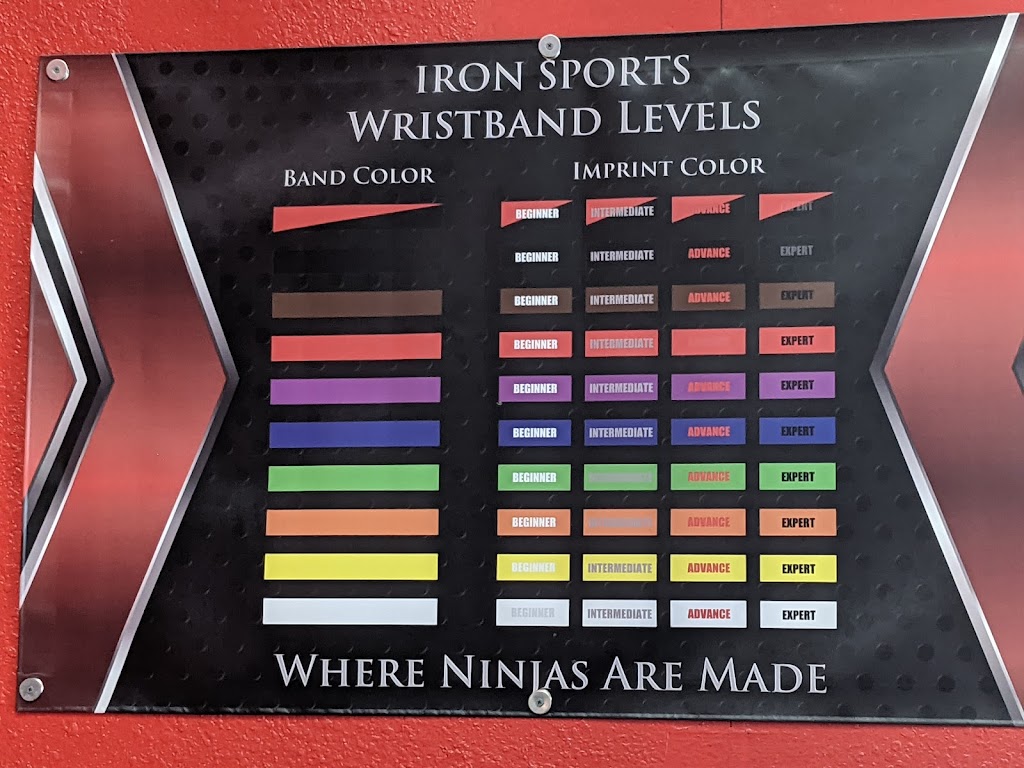 IRON SPORTS
WRISTBAND LEVELS
BAND COLOR
IMPRINT COLOR
BEGINNER INTERMEDIATE ADVANCE EXPERT
BEGINNER INTERMEDIATE ADVANCE EXPERT
BEGINNER INTERMEDIATE ADVANCE EXPERT
BEGINNER INTERMEDIATE EXPERT
BEGINNER INTERMEDIATE ADVANCE EXPERT
BEGINNER INTERMEDIATE ADVANCE EXPERT
BEGINNER ADVANCE EXPERT
BEGINNER INTERMEDIATE ADVANCE EXPERT
BEGINNER INTERMEDIATE ADVANCE EXPERT
BEGINNER INTERMEDIATE ADVANCE EXPERT
WHERE NINJAS ARE MADE